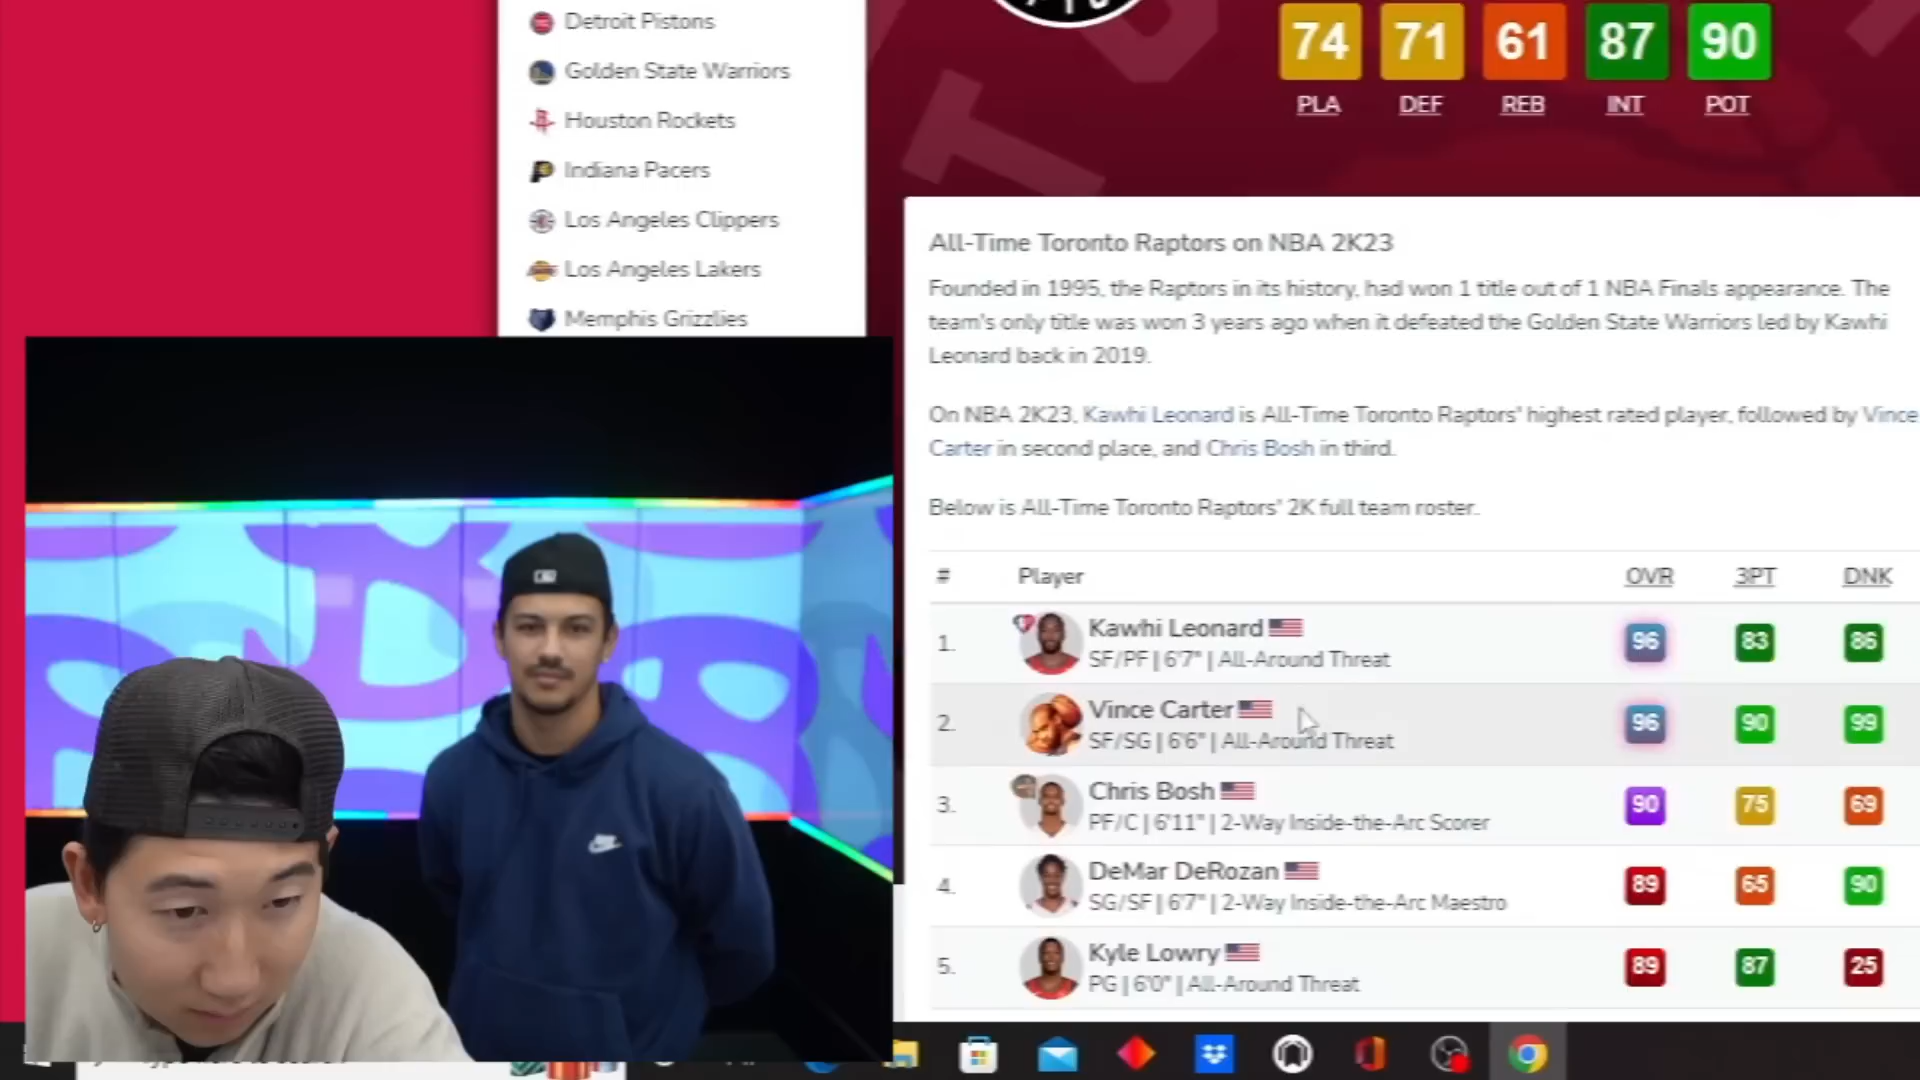 Detroit Pistons
Golden State Warriors
Houston Rockets
Indiana Pacers
Los Angeles Clippers
Los Angeles Lakers
Memphis Grizzlies
74 71 61 87 90
PLA DEF REB INT POT
All-Time Toronto Raptors on NBA 2K23
Founded in 1995, the Raptors in its history, had won 1 title out of 1 NBA Finals appearance. The
team's only title was won 3 years ago when it defeated the Golden State Warriors led by Kawhi
Leonard back in 2019.
On NBA 2K23, Kawhi Leonard is All-Time Toronto Raptors' highest rated player, followed by Vince
Carter in second place, and Chris Bosh in third.
Below is All-Time Toronto Raptors' 2K full team roster.
# Player OVR 3PT DNK
1. Kawhi Leonard 96 83 86
SF/PF | 6'7" | All-Around Threat
2. Vince Carter 96 90 99
SF/SG | 6'6" | All-Around Threat
3. Chris Bosh 90 75 69
PF/C | 6'11" | 2-Way Inside-the-Arc Scorer
4. DeMar DeRozan 89 65 90
SG/SF | 6'7" | 2-Way Inside-the-Arc Maestro
5. Kyle Lowry 89 87 25
PG | 6'0" | All-Around Threat